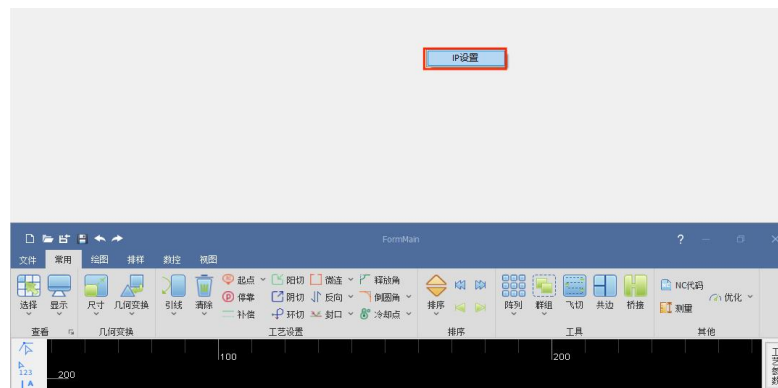 IP设置
FormMain
?
文件 常用 绘图 排样 数控 视图
选择 显示 尺寸 几何变换 引线 清除 起点 停靠 补偿 阳切 阴切 环切 微连 反向 封口 释放角 倒圆角 冷却点 排序 阵列 群组 飞切 共边 桥接 NC代码 测量 优化
查看 几何变换 工艺设置 排序 工具 其他
100 200
123
200
工艺参数